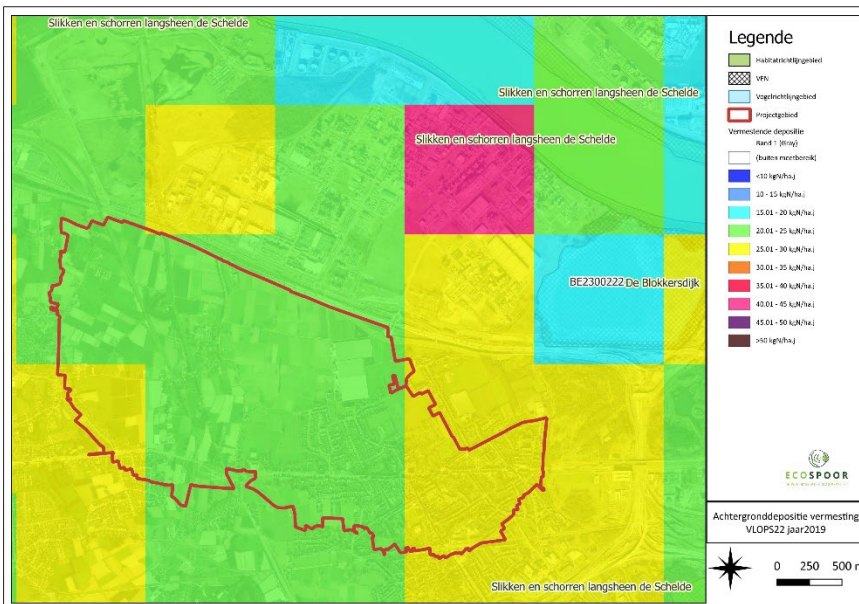 Slikken en schorren langsheen de Schelde
Slikken en schorren langsheen de Schelde
Slikken en schorren langsheen de Schelde
BE2300222 De Blokkersdijk
Slikken en schorren langsheen de Schelde
Legende
Habitatrichtlijngebied
VEN
Vogelrichtlijngebied
Projectgebied
Vermestende depositie
Band 1 (Gray)
(buiten meetbereik)
<10 kgN/ha.j
10 - 15 kgN/ha.j
15.01 - 20 kgN/ha.j
20.01 - 25 kgN/ha.j
25.01 - 30 kgN/ha.j
30.01 - 35 kgN/ha.j
35.01 - 40 kgN/ha.j
40.01 - 45 kgN/ha.j
45.01 - 50 kgN/ha.j
>50 kgN/ha.j
ECOSPOOR
Achtergronddepositie vermesting
VLOPS22 jaar2019
0 250 500 m